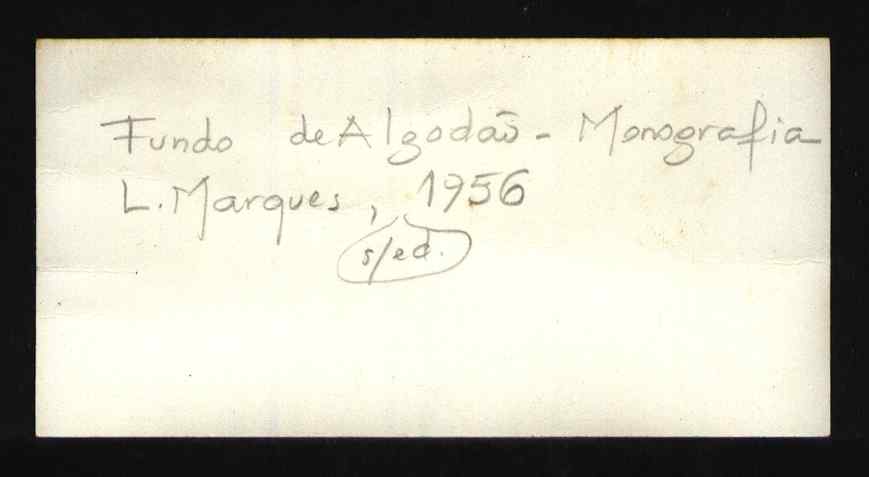 Fundo de Algodão - Monografia
L. Marques, 1956
s/ed.